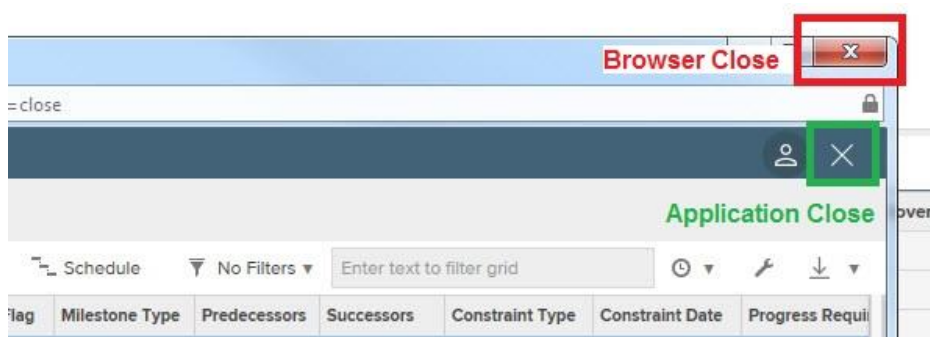 Browser Close
=close
Application Close
over
Schedule No Filters Enter text to filter grid
Flag Milestone Type Predecessors Successors Constraint Type Constraint Date Progress Requi